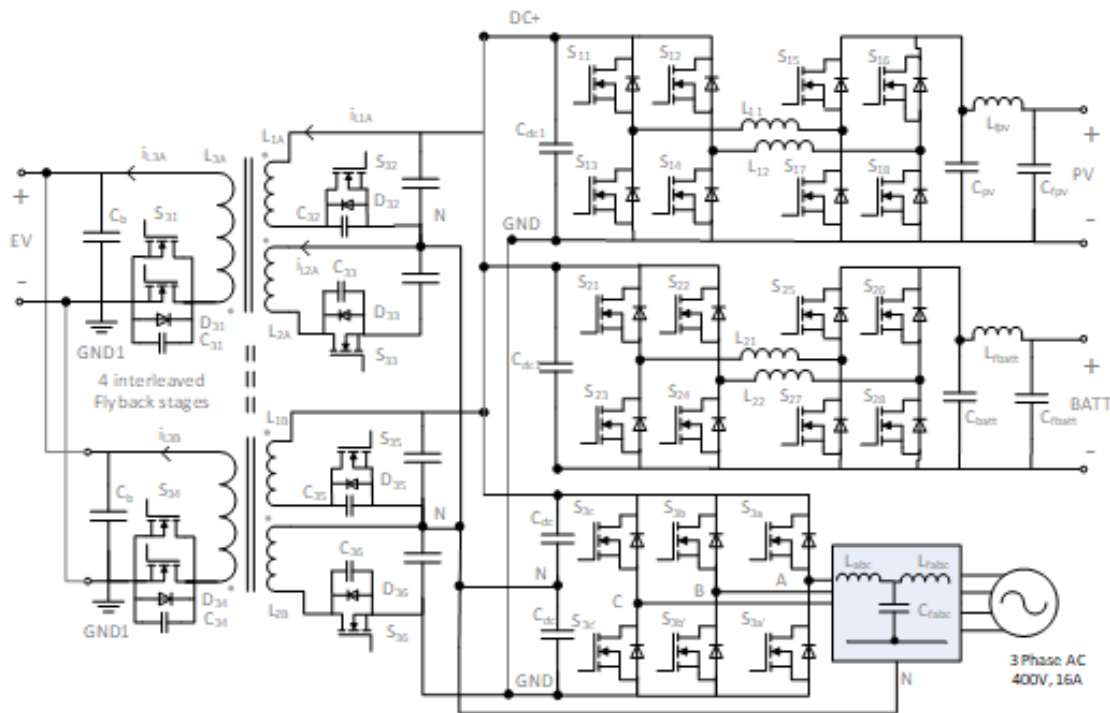 DC+
S11
S12
S15
S16
iL1A
L1A
L11
Lfpv
iL3A
L3A
S32
Cdc1
+
+
S13
S14
L12
S17
S18
Cpv
Cfpv
PV
D32
S31
C32
N
Cb
EV
GND
-
-
iL2A
C33
S21
S22
S25
S26
D31
D33
L21
Lfbatt
GND1
C31
L2A
S33
+
4 interleaved
Flyback stages
S23
S24
L22
S27
S28
Cbatt
Cfbatt
BATT
L1B
iL3B
S35
-
Cb
S34
C35
D35
N
Cdc
S3c
S3b
S3a
Labc
Lfabc
C36
N
A
D34
L2B
D36
C
B
Cfabc
GND1
C34
S36
Cdc
S3c'
S3b'
S3a'
GND
N
3 Phase AC
400V, 16A